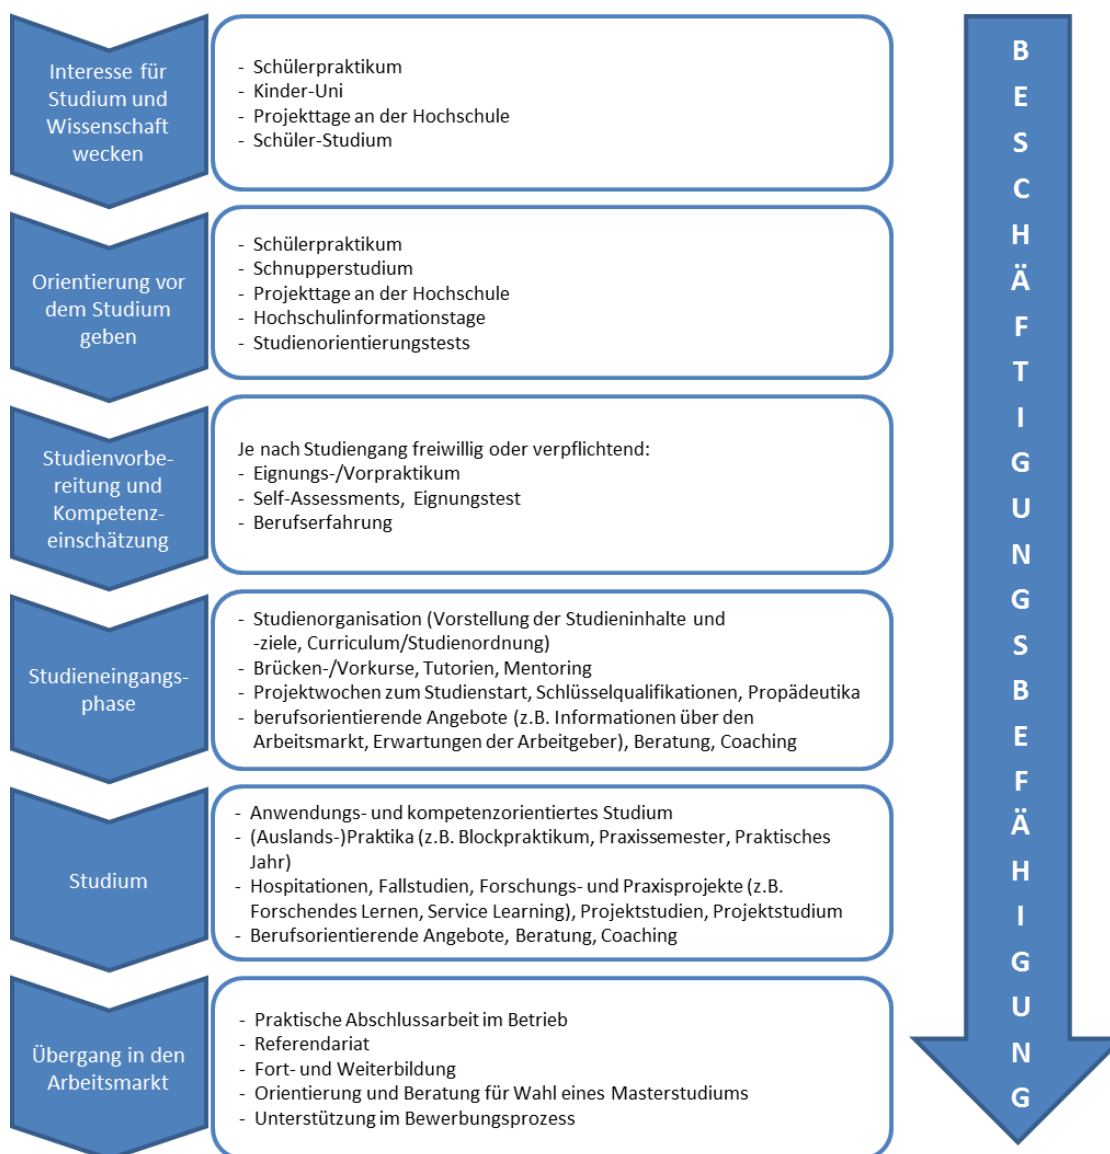 Interesse für
Studium und
Wissenschaft
wecken
- Schülerpraktikum
- Kinder-Uni
- Projekttage an der Hochschule
- Schüler-Studium
Orientierung vor
dem Studium
geben
- Schülerpraktikum
- Schnupperstudium
- Projekttage an der Hochschule
- Hochschulinformationstage
- Studienorientierungstests
Studienvorbe-
reitung und
Kompetenz-
einschätzung
Je nach Studiengang freiwillig oder verpflichtend:
- Eignungs-/Vorpraktikum
- Self-Assessments, Eignungstest
- Berufserfahrung
Studieneingangs-
phase
- Studienorganisation (Vorstellung der Studieninhalte und
-ziele, Curriculum/Studienordnung)
- Brücken-/Vorkurse, Tutorien, Mentoring
- Projektwochen zum Studienstart, Schlüsselqualifikationen, Propädeutika
- berufsorientierende Angebote (z.B. Informationen über den
Arbeitsmarkt, Erwartungen der Arbeitgeber), Beratung, Coaching
Studium
- Anwendungs- und kompetenzorientiertes Studium
- (Auslands-)Praktika (z.B. Blockpraktikum, Praxissemester, Praktisches
Jahr)
- Hospitationen, Fallstudien, Forschungs- und Praxisprojekte (z.B.
Forschendes Lernen, Service Learning), Projektstudien, Projektstudium
- Berufsorientierende Angebote, Beratung, Coaching
Übergang in den
Arbeitsmarkt
- Praktische Abschlussarbeit im Betrieb
- Referendariat
- Fort- und Weiterbildung
- Orientierung und Beratung für Wahl eines Masterstudiums
- Unterstützung im Bewerbungsprozess
BESCHÄFTIGUNGSBEFÄHIGUNG